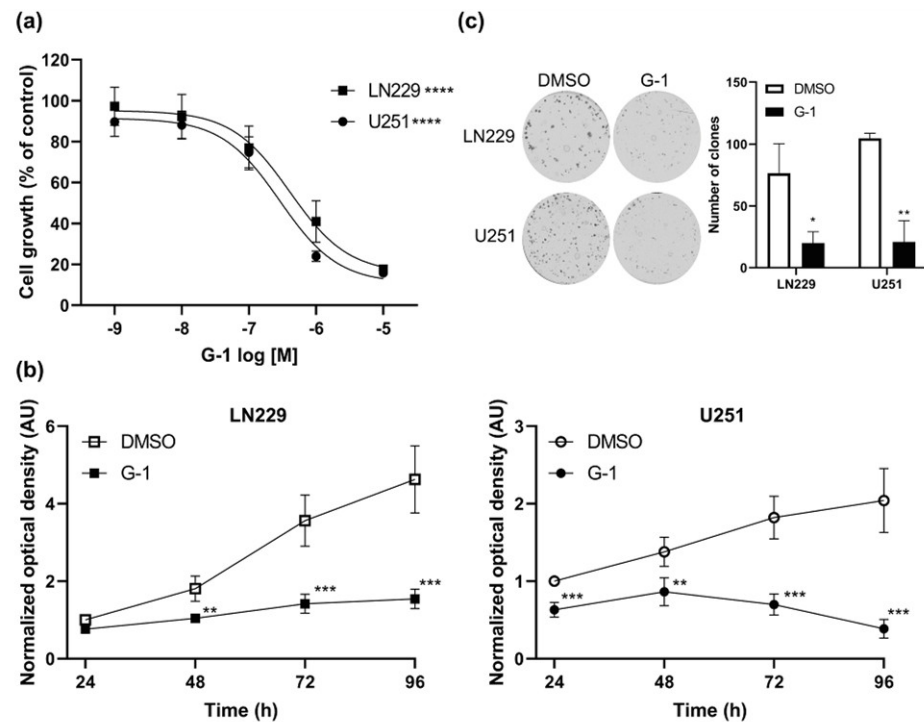 (a)
120
100
80
60
40
20
0
Cell growth (% of control)
LN229 ****
U251 ****
-9 -8 -7 -6 -5
G-1 log [M]
(c)
DMSO G-1
LN229
U251
150
100
50
0
Number of clones
DMSO
G-1
* **
LN229 U251
(b)
LN229
6
4
2
0
Normalized optical density (AU)
DMSO
G-1
** *** ***
24 48 72 96
Time (h)
U251
3
2
1
0
Normalized optical density (AU)
DMSO
G-1
*** ** *** ***
24 48 72 96
Time (h)